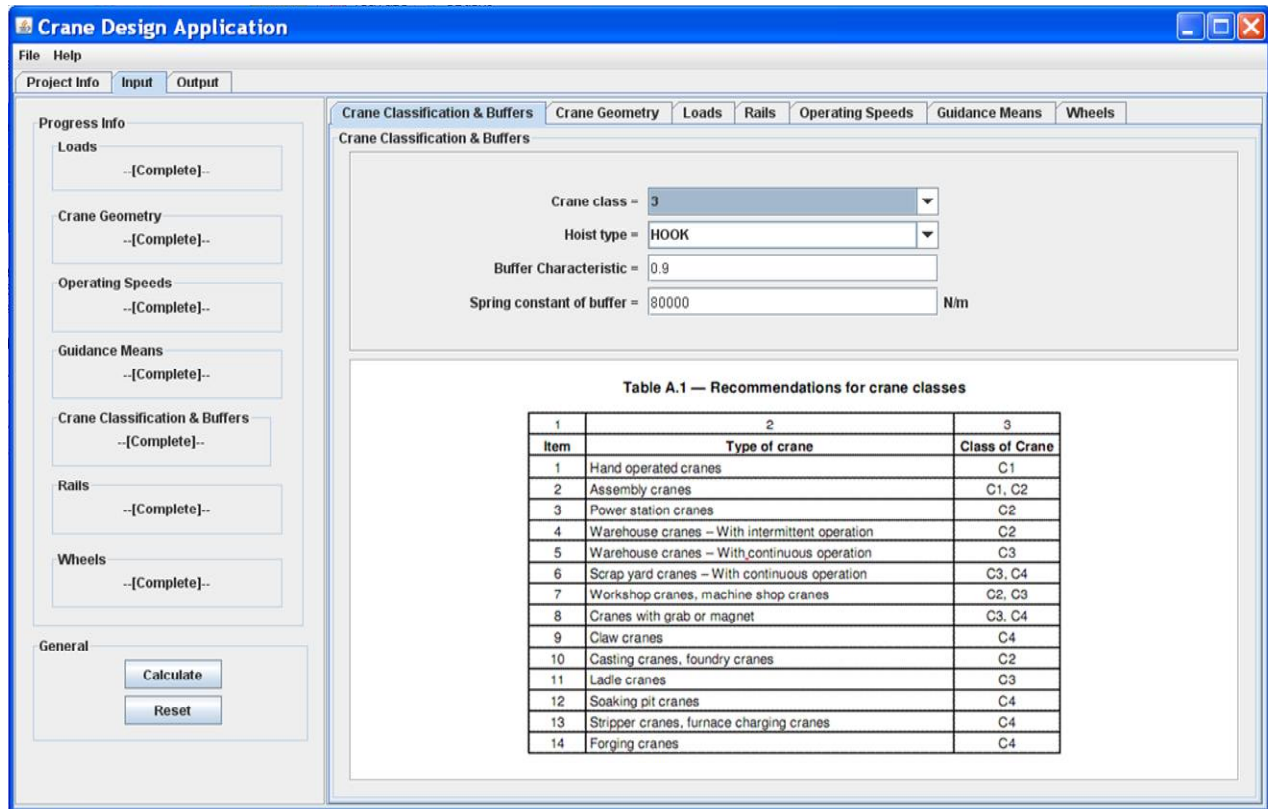 Crane Design Application
File Help
Project Info Input Output
Progress Info
Loads
--[Complete]--
Crane Geometry
--[Complete]--
Operating Speeds
--[Complete]--
Guidance Means
--[Complete]--
Crane Classification & Buffers
--[Complete]--
Rails
--[Complete]--
Wheels
--[Complete]--
General
Calculate
Reset
Crane Classification & Buffers Crane Geometry Loads Rails Operating Speeds Guidance Means Wheels
Crane Classification & Buffers
Crane class = 3
Hoist type = HOOK
Buffer Characteristic = 0.9
Spring constant of buffer = 80000 N/m
Table A.1 — Recommendations for crane classes
1 2 3
Item Type of crane Class of Crane
1 Hand operated cranes C1
2 Assembly cranes C1, C2
3 Power station cranes C2
4 Warehouse cranes – With intermittent operation C2
5 Warehouse cranes – With continuous operation C3
6 Scrap yard cranes – With continuous operation C3, C4
7 Workshop cranes, machine shop cranes C2, C3
8 Cranes with grab or magnet C3, C4
9 Claw cranes C4
10 Casting cranes, foundry cranes C2
11 Ladle cranes C3
12 Soaking pit cranes C4
13 Stripper cranes, furnace charging cranes C4
14 Forging cranes C4